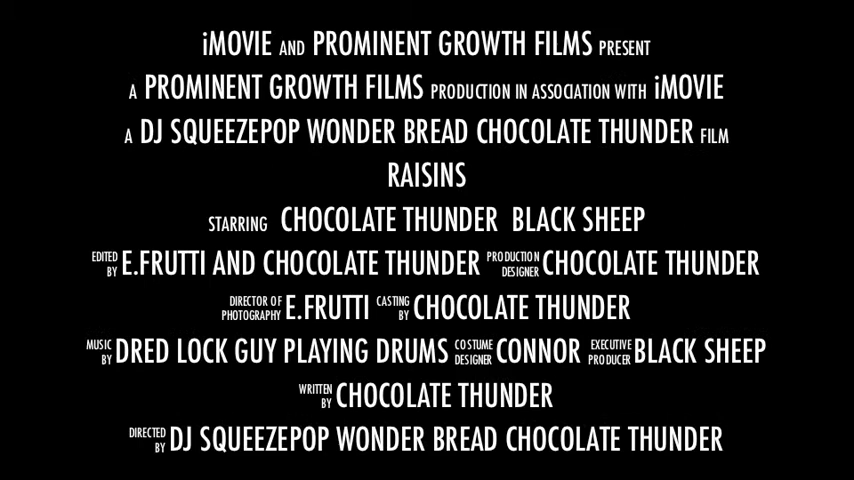 iMOVIE AND PROMINENT GROWTH FILMS PRESENT
A PROMINENT GROWTH FILMS PRODUCTION IN ASSOCIATION WITH iMOVIE
A DJ SQUEEZEPOP WONDER BREAD CHOCOLATE THUNDER FILM
RAISINS
STARRING CHOCOLATE THUNDER BLACK SHEEP
EDITED BY E.FRUTTI AND CHOCOLATE THUNDER PRODUCTION DESIGNER CHOCOLATE THUNDER
DIRECTOR OF PHOTOGRAPHY E.FRUTTI CASTING BY CHOCOLATE THUNDER
MUSIC BY DRED LOCK GUY PLAYING DRUMS COSTUME DESIGNER CONNOR EXECUTIVE PRODUCER BLACK SHEEP
WRITTEN BY CHOCOLATE THUNDER
DIRECTED BY DJ SQUEEZEPOP WONDER BREAD CHOCOLATE THUNDER